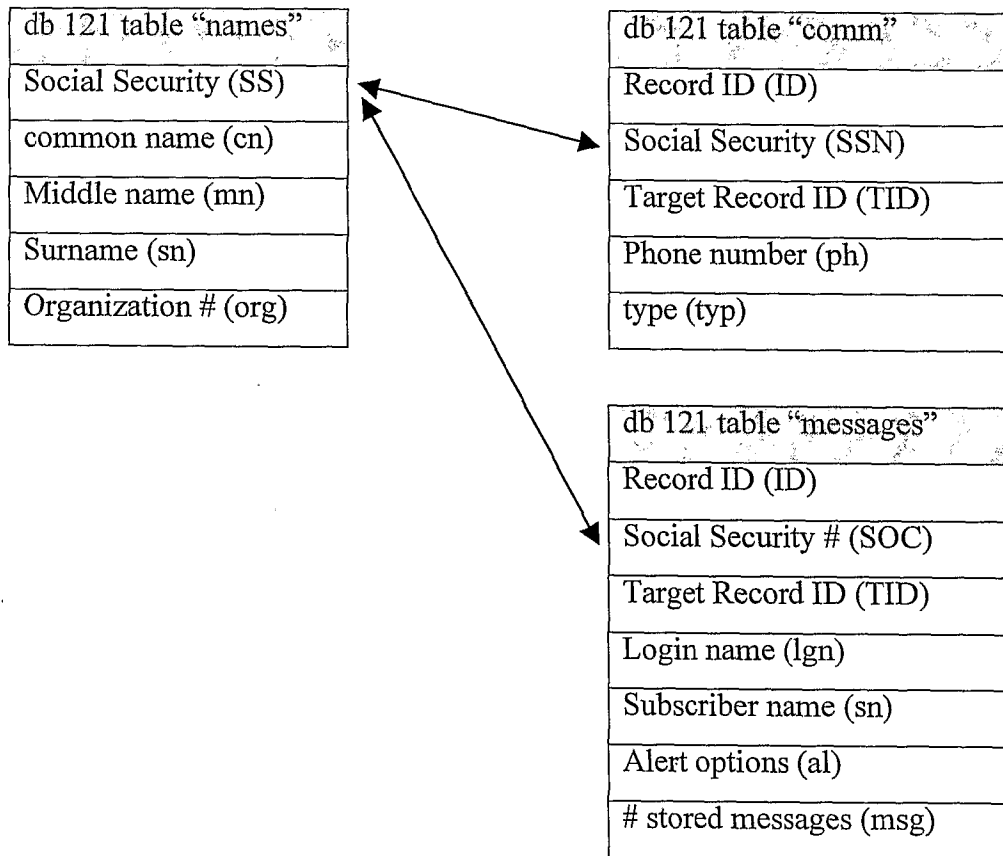 db 121 table “names”
Social Security (SS)
common name (cn)
Middle name (mn)
Surname (sn)
Organization # (org)
db 121 table “comm”
Record ID (ID)
Social Security (SSN)
Target Record ID (TID)
Phone number (ph)
type (typ)
db 121 table “messages”
Record ID (ID)
Social Security # (SOC)
Target Record ID (TID)
Login name (lgn)
Subscriber name (sn)
Alert options (al)
# stored messages (msg)